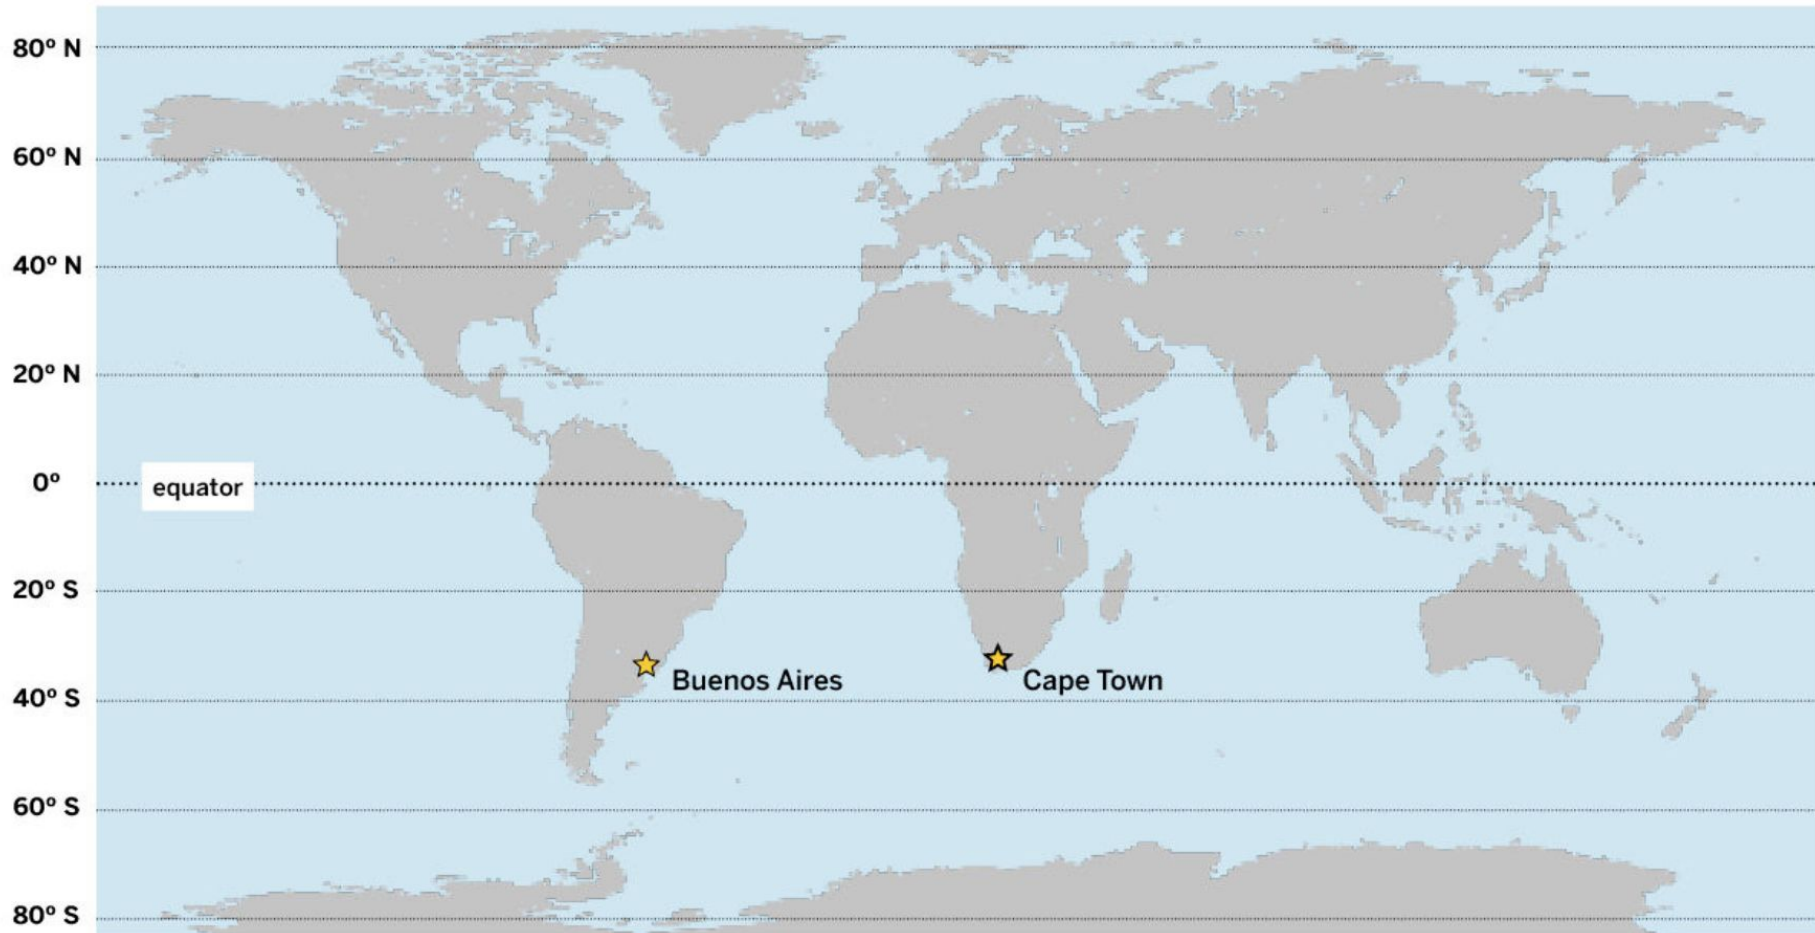 80º N
60º N
40º N
20º N
0º
equator
20º S
Buenos Aires
Cape Town
40º S
60º S
80º S